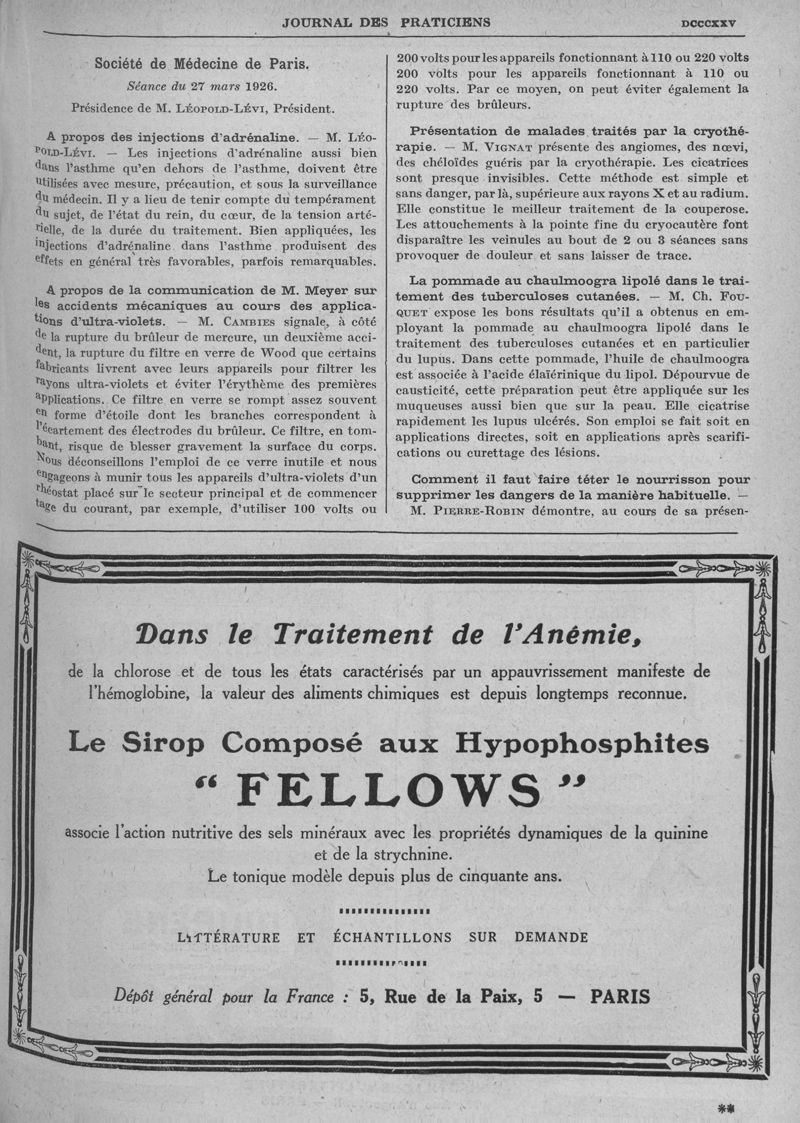 JOURNAL DES PRATICIENS
DCCCXXV
Société de Médecine de Paris.
Séance du 27 mars 1926.
Présidence de M. LÉOPOLD-LÉVI, Président.
A propos des injections d'adrénaline. — M. LÉO-
POLD-LÉVI. — Les injections d'adrénaline aussi bien
dans l'asthme qu'en dehors de l'asthme, doivent être
utilisées avec mesure, précaution, et sous la surveillance
du médecin. Il y a lieu de tenir compte du tempérament
du sujet, de l'état du rein, du cœur, de la tension arté-
rielle, de la durée du traitement. Bien appliquées, les
injections d'adrénaline dans l'asthme produisent des
effets en général très favorables, parfois remarquables.
A propos de la communication de M. Meyer sur
les accidents mécaniques au cours des applica-
tions d'ultra-violets. — M. CAMBIES signale, à côté
de la rupture du brûleur de mercure, un deuxième acci-
dent, la rupture du filtre en verre de Wood que certains
fabricants livrent avec leurs appareils pour filtrer les
rayons ultra-violets et éviter l'érythème des premières
applications. Ce filtre en verre se rompt assez souvent
en forme d'étoile dont les branches correspondent à
l'écartement des électrodes du brûleur. Ce filtre, en tom-
bant, risque de blesser gravement la surface du corps.
Nous déconseillons l'emploi de ce verre inutile et nous
engageons à munir tous les appareils d'ultra-violets d'un
rhéostat placé sur le secteur principal et de commencer
tage du courant, par exemple, d'utiliser 100 volts ou
200 volts pour les appareils fonctionnant à 110 ou 220 volts
200 volts pour les appareils fonctionnant à 110 ou
220 volts. Par ce moyen, on peut éviter également la
rupture des brûleurs.
Présentation de malades traités par la cryothé-
rapie. — M. VIGNAT présente des angiomes, des nœvi,
des chéloïdes guéris par la cryothérapie. Les cicatrices
sont presque invisibles. Cette méthode est simple et
sans danger, par là, supérieure aux rayons X et au radium.
Elle constitue le meilleur traitement de la couperose.
Les attouchements à la pointe fine du cryocautère font
disparaître les veinules au bout de 2 ou 3 séances sans
provoquer de douleur et sans laisser de trace.
La pommade au chaulmoogra lipolé dans le trai-
tement des tuberculoses cutanées. — M. Ch. FOU-
QUET expose les bons résultats qu'il a obtenus en em-
ployant la pommade au chaulmoogra lipolé dans le
traitement des tuberculoses cutanées et en particulier
du lupus. Dans cette pommade, l'huile de chaulmoogra
est associée à l'acide élaïérinique du lipol. Dépourvue de
causticité, cette préparation peut être appliquée sur les
muqueuses aussi bien que sur la peau. Elle cicatrise
rapidement les lupus ulcérés. Son emploi se fait soit en
applications directes, soit en applications après scarifi-
cations ou curettage des lésions.
Comment il faut faire téter le nourrisson pour
supprimer les dangers de la manière habituelle. —
M. PIERRE-ROBIN démontre, au cours de sa présen-
Dans le Traitement de l'Anémie,
de la chlorose et de tous les états caractérisés par un appauvrissement manifeste de
l'hémoglobine, la valeur des aliments chimiques est depuis longtemps reconnue.
Le Sirop Composé aux Hypophosphites
“ FELLOWS ”
associe l'action nutritive des sels minéraux avec les propriétés dynamiques de la quinine
et de la strychnine.
Le tonique modèle depuis plus de cinquante ans.
LITTÉRATURE ET ÉCHANTILLONS SUR DEMANDE
Dépôt général pour la France : 5, Rue de la Paix, 5 — PARIS
**